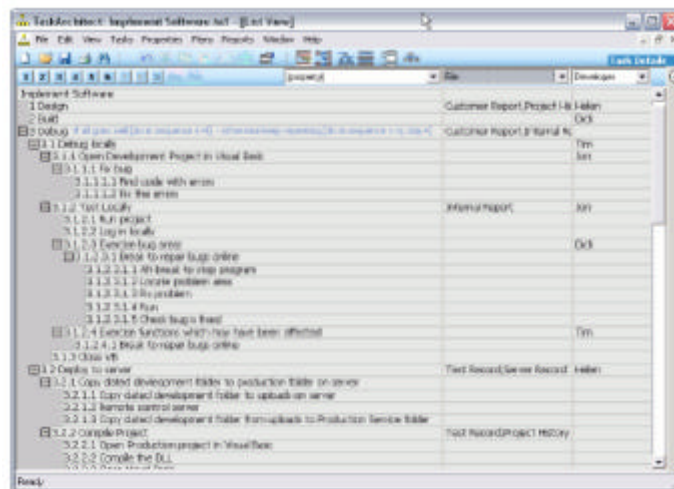 TaskArchitect: Implement Software - [List View]
File Edit View Tasks Properties Plans Reports Window Help
Task Details
[property] File Developer
Implement Software
1 Design Customer Report,Project Helen
2 Build Dick
3 Debug Customer Report,Internal
3.1 Debug locally Tim
3.1.1 Open Development Project in Visual Basic Jon
3.1.1.1 Fix bug
3.1.1.1.1 Find code with errors
3.1.1.1.2 Fix the errors
3.1.2 Test Locally Internal Report, Jon
3.1.2.1 Run project
3.1.2.2 Log in locally
3.1.2.3 Exercise bug areas Dick
3.1.2.3.1 Break to repair bugs online
3.1.2.3.1.1 Alt-break to stop program
3.1.2.3.1.2 Locate problem area
3.1.2.3.1.3 Fix problem
3.1.2.3.1.4 Run
3.1.2.3.1.5 Check bug is fixed
3.1.2.4 Exercise functions which may have been affected Tim
3.1.2.4.1 Break to repair bugs online
3.1.3 Close VB
3.2 Deploy to server Test Record,Server Record Helen
3.2.1 Copy dated development folder to production folder on server
3.2.1.1 Copy dated development folder to uploads on server
3.2.1.2 Remote control server
3.2.1.3 Copy dated development folder from uploads to Production Service folder
3.2.2 Compile Project Test Record,Project History
3.2.2.1 Open Production project in Visual Basic
3.2.2.2 Compile the DLL
Ready